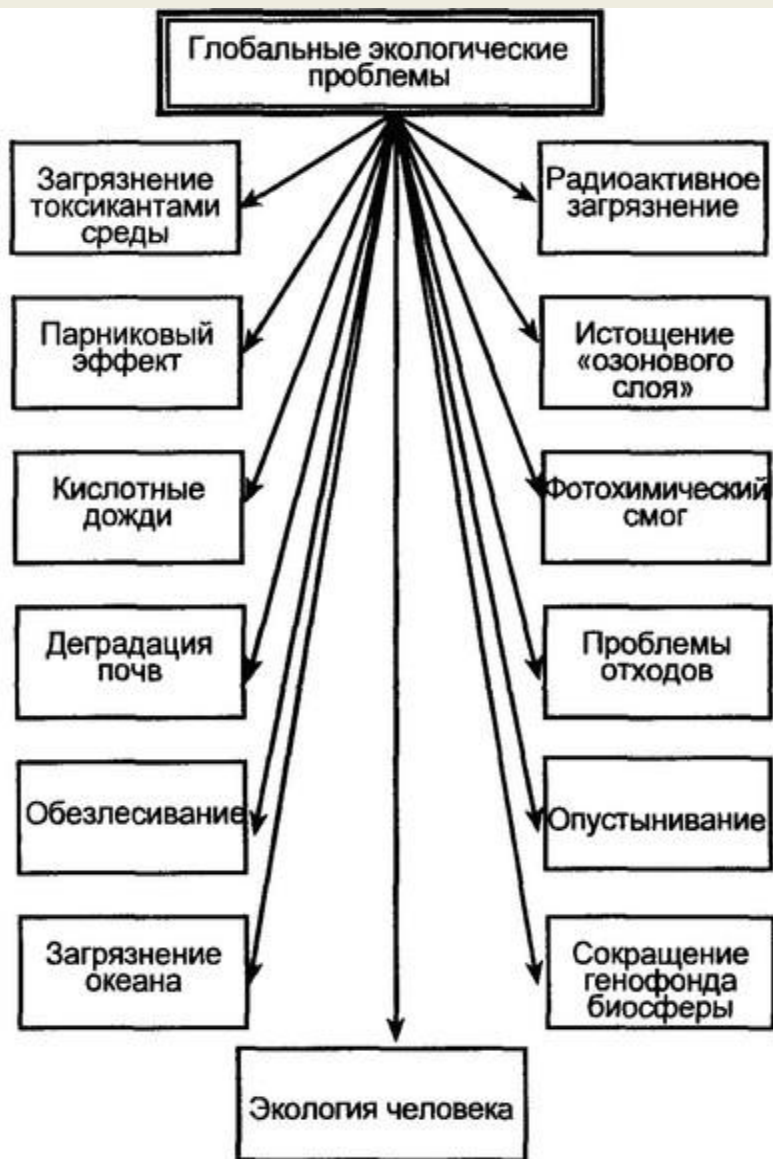 Глобальные экологические
проблемы
Загрязнение
токсикантами
среды
Радиоактивное
загрязнение
Парниковый
эффект
Истощение
«озонового
слоя»
Кислотные
дожди
Фотохимический
смог
Деградация
почв
Проблемы
отходов
Обезлесивание
Опустынивание
Загрязнение
океана
Сокращение
генофонда
биосферы
Экология человека